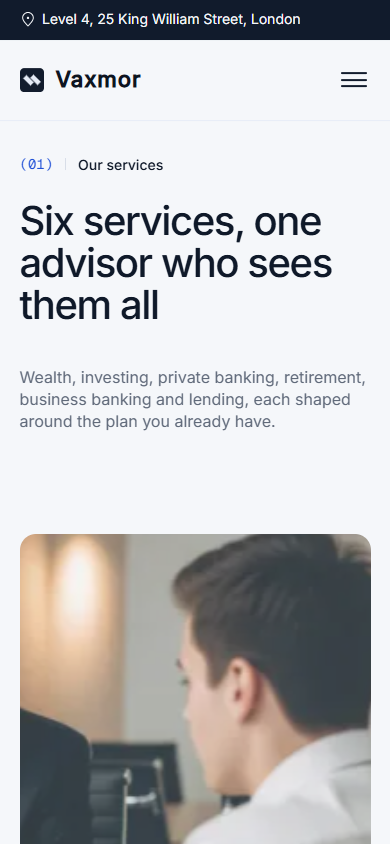 Level 4, 25 King William Street, London
Vaxmor
(01)
Our services
Six services, one
advisor who sees
them all
Wealth, investing, private banking, retirement,
business banking and lending, each shaped
around the plan you already have.